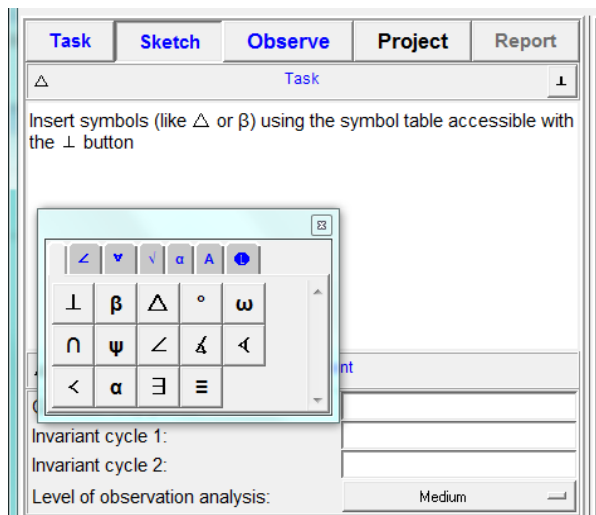 Task Sketch Observe Project Report
△ Task ⊥
Insert symbols (like △ or β) using the symbol table accessible with
the ⊥ button
∠ ∀ √ α A L
⊥ β △ ° ω
∩ ψ ∠ ∡ ∢
< α ∃ ≡
Invariant cycle 1:
Invariant cycle 2:
Level of observation analysis: Medium